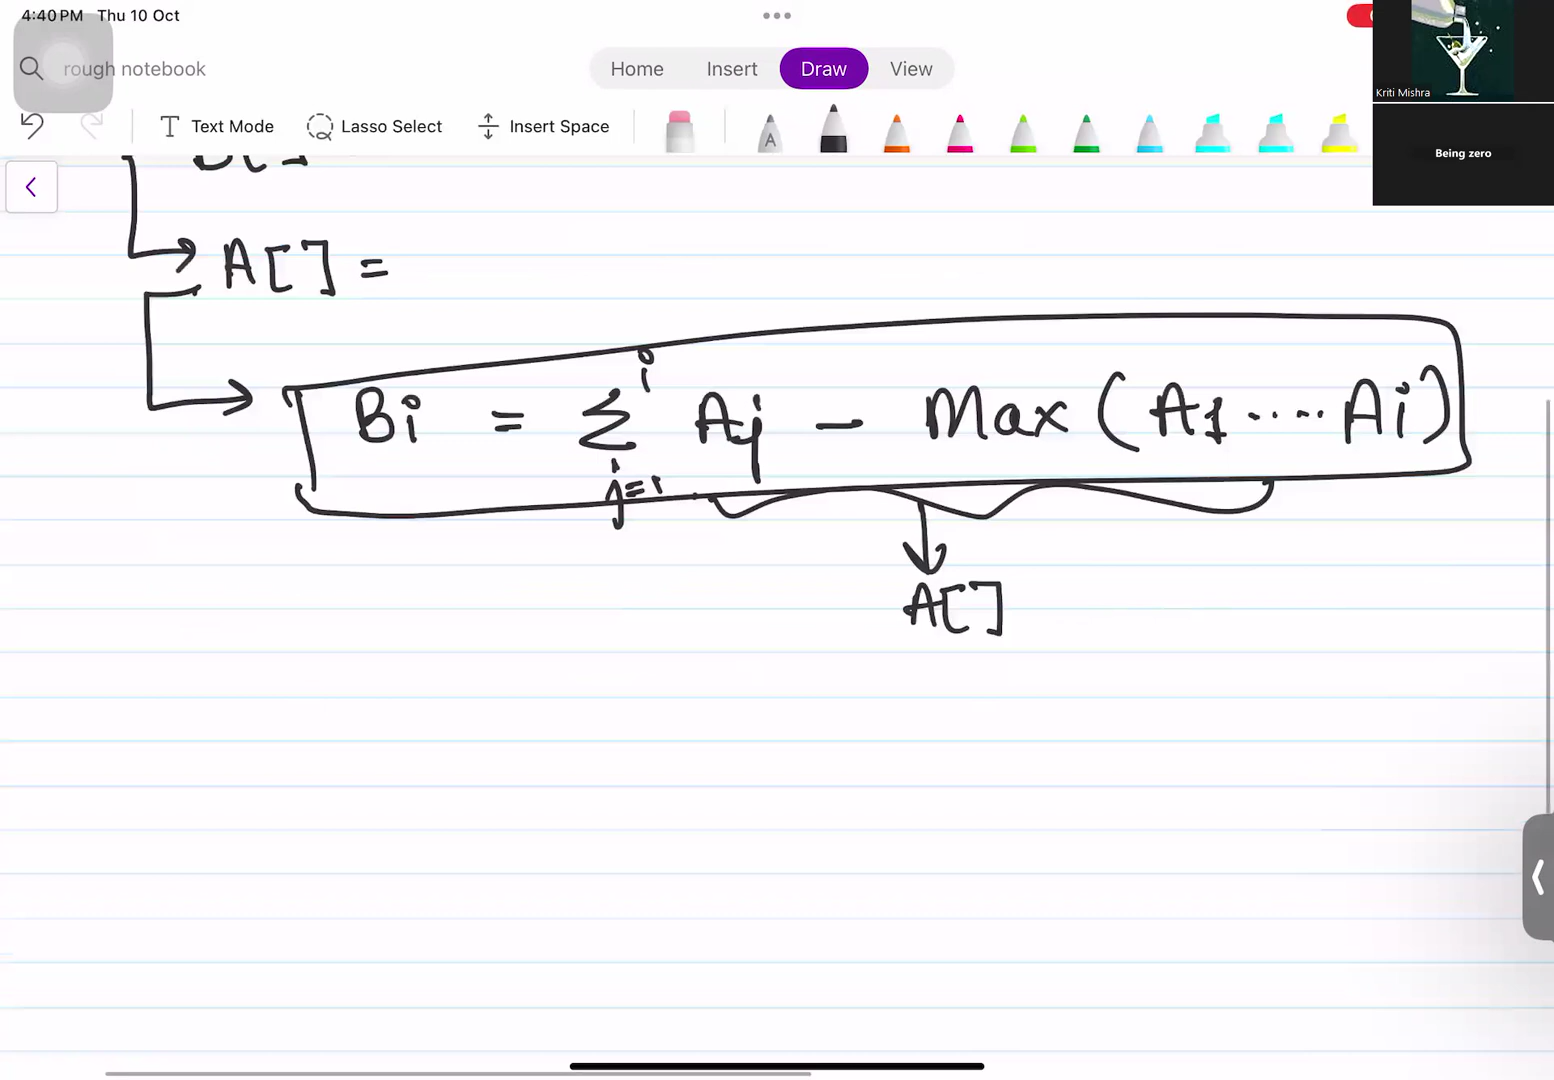 4:40 PM Thu 10 Oct
rough notebook
Home Insert Draw View
Kriti Mishra
Text Mode Lasso Select Insert Space
A
Being zero
A[] =
Bi = Σ i j=1 Aj - Max(A1....Ai)
A[]